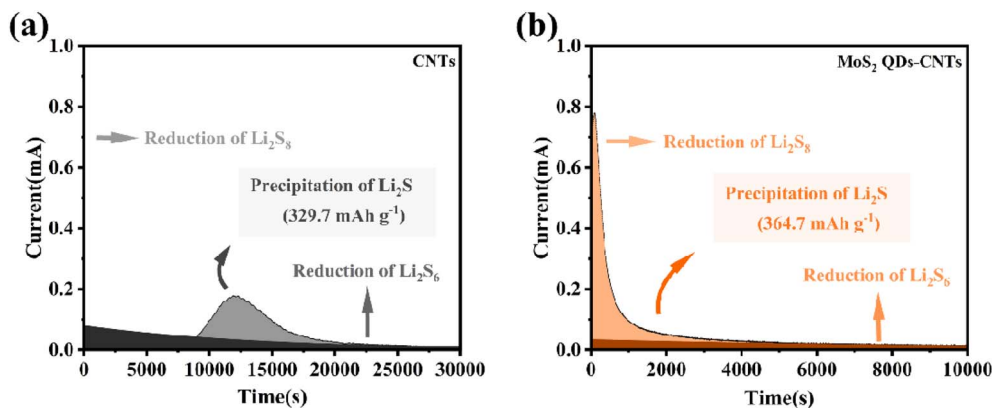 (a)
CNTs
Reduction of Li₂S₈
Precipitation of Li₂S
(329.7 mAh g⁻¹)
Reduction of Li₂S₆
Current(mA)
1.0
0.8
0.6
0.4
0.2
0.0
0 5000 10000 15000 20000 25000 30000
Time(s)
(b)
MoS₂ QDs-CNTs
Reduction of Li₂S₈
Precipitation of Li₂S
(364.7 mAh g⁻¹)
Reduction of Li₂S₆
Current(mA)
1.0
0.8
0.6
0.4
0.2
0.0
0 2000 4000 6000 8000 10000
Time(s)